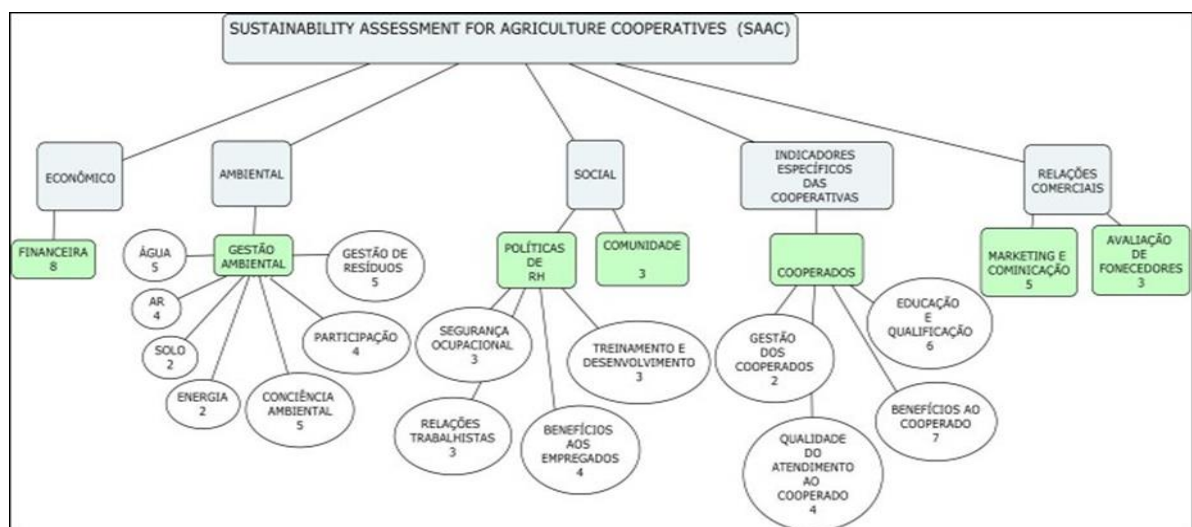 SUSTAINABILITY ASSESSMENT FOR AGRICULTURE COOPERATIVES (SAAC)
ECONÔMICO
AMBIENTAL
SOCIAL
INDICADORES
ESPECÍFICOS
DAS
COOPERATIVAS
RELAÇÕES
COMERCIAIS
FINANCEIRA
8
ÁGUA
5
GESTÃO
AMBIENTAL
GESTÃO DE
RESÍDUOS
5
AR
4
SOLO
2
ENERGIA
2
CONCIÊNCIA
AMBIENTAL
5
PARTICIPAÇÃO
4
POLÍTICAS
DE
RH
COMUNIDADE
3
SEGURANÇA
OCUPACIONAL
3
RELAÇÕES
TRABALHISTAS
3
BENEFÍCIOS
AOS
EMPREGADOS
4
TREINAMENTO E
DESENVOLVIMENTO
3
COOPERADOS
GESTÃO
DOS
COOPERADOS
2
QUALIDADE
DO
ATENDIMENTO
AO
COOPERADO
4
EDUCAÇÃO
E
QUALIFICAÇÃO
6
BENEFÍCIOS AO
COOPERADO
7
MARKETING E
COMINICAÇÃO
5
AVALIAÇÃO
DE
FONECEDORES
3